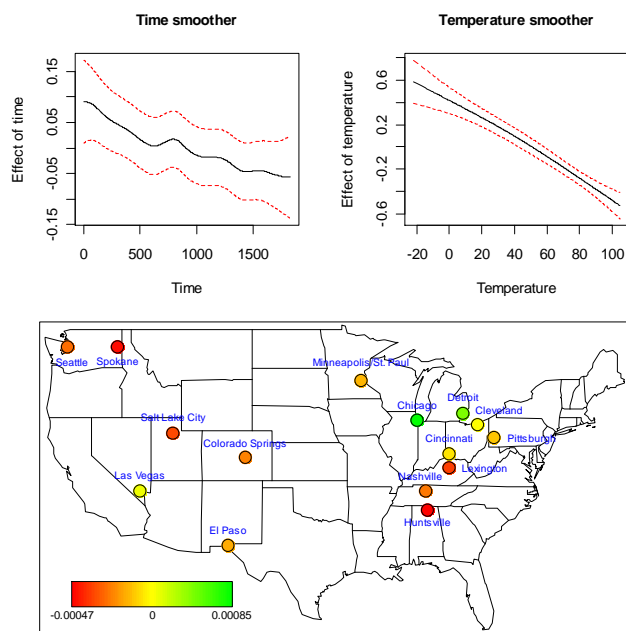 Time smoother
Temperature smoother
Effect of time
0.15
0.05
-0.05
-0.15
0
500
1000
1500
Time
Effect of temperature
0.6
0.2
-0.2
-0.6
-20
0
20
40
60
80
100
Temperature
Seattle
Spokane
Minneapolis/St. Paul
Chicago
Detroit
Cleveland
Salt Lake City
Colorado Springs
Cincinnati
Pittsburgh
Las Vegas
Nashville
Lexington
Huntsville
El Paso
-0.00047
0
0.00085